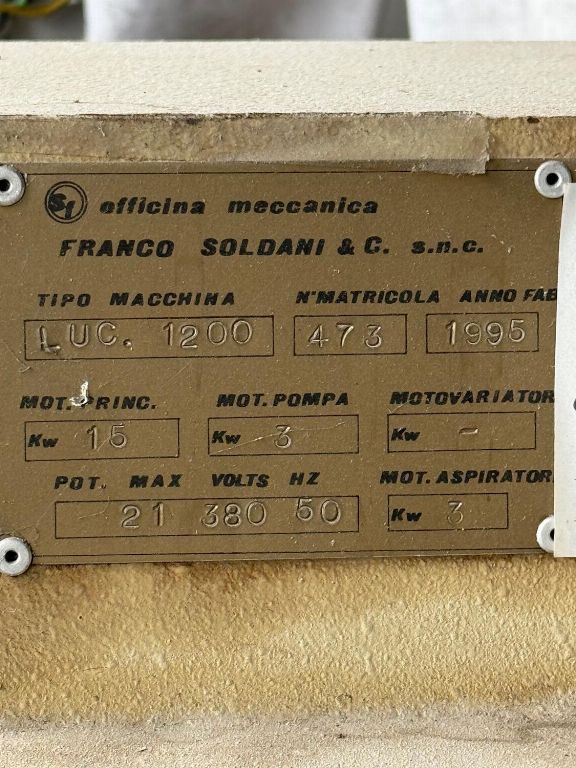 officina meccanica
FRANCO SOLDANI & C. s.n.c.
TIPO MACCHINA N°MATRICOLA ANNO FAB
LUC. 1200 473 1995
MOT. PRINC. MOT. POMPA MOTOVARIATOR
Kw 15 Kw 3 Kw -
POT. MAX VOLTS HZ MOT. ASPIRATOR
21 380 50 Kw 3